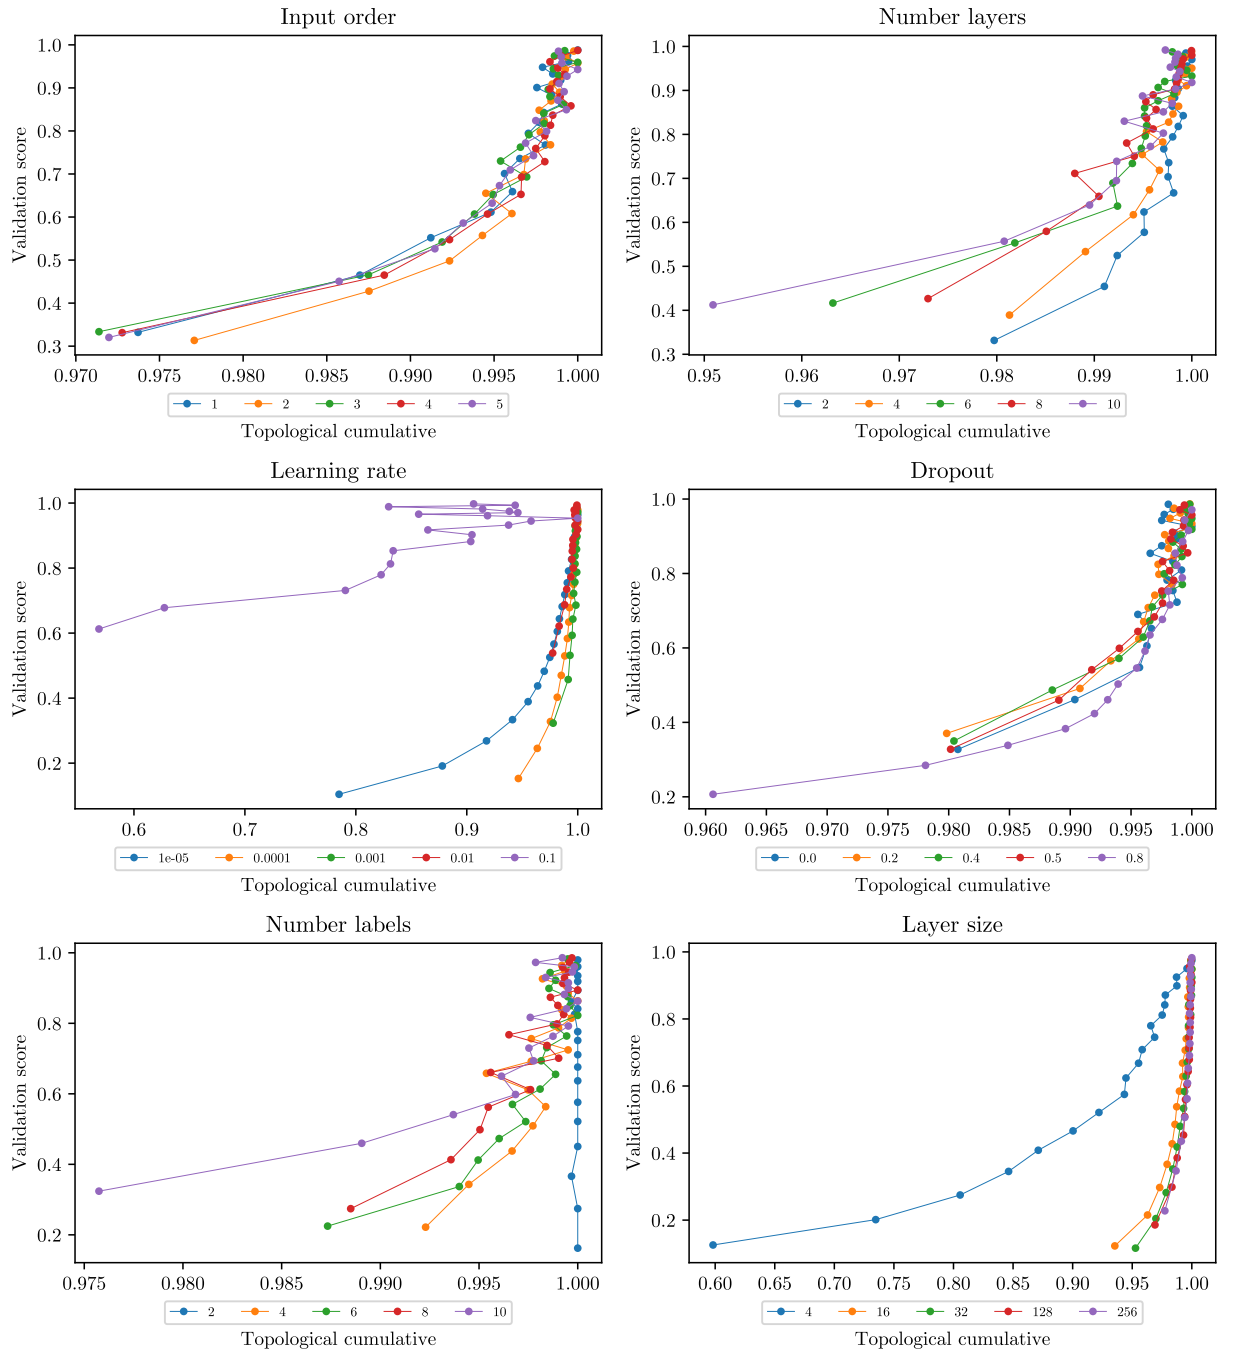 Input order
Validation score
1.0
0.9
0.8
0.7
0.6
0.5
0.4
0.3
0.970 0.975 0.980 0.985 0.990 0.995 1.000
1 2 3 4 5
Topological cumulative
Number layers
Validation score
1.0
0.9
0.8
0.7
0.6
0.5
0.4
0.3
0.95 0.96 0.97 0.98 0.99 1.00
2 4 6 8 10
Topological cumulative
Learning rate
Validation score
1.0
0.8
0.6
0.4
0.2
0.6 0.7 0.8 0.9 1.0
1e-05 0.0001 0.001 0.01 0.1
Topological cumulative
Dropout
Validation score
1.0
0.9
0.8
0.7
0.6
0.5
0.4
0.3
0.2
0.960 0.965 0.970 0.975 0.980 0.985 0.990 0.995 1.000
0.0 0.2 0.4 0.5 0.8
Topological cumulative
Number labels
Validation score
1.0
0.8
0.6
0.4
0.2
0.975 0.980 0.985 0.990 0.995 1.000
2 4 6 8 10
Topological cumulative
Layer size
Validation score
1.0
0.8
0.6
0.4
0.2
0.60 0.65 0.70 0.75 0.80 0.85 0.90 0.95 1.00
4 16 32 128 256
Topological cumulative